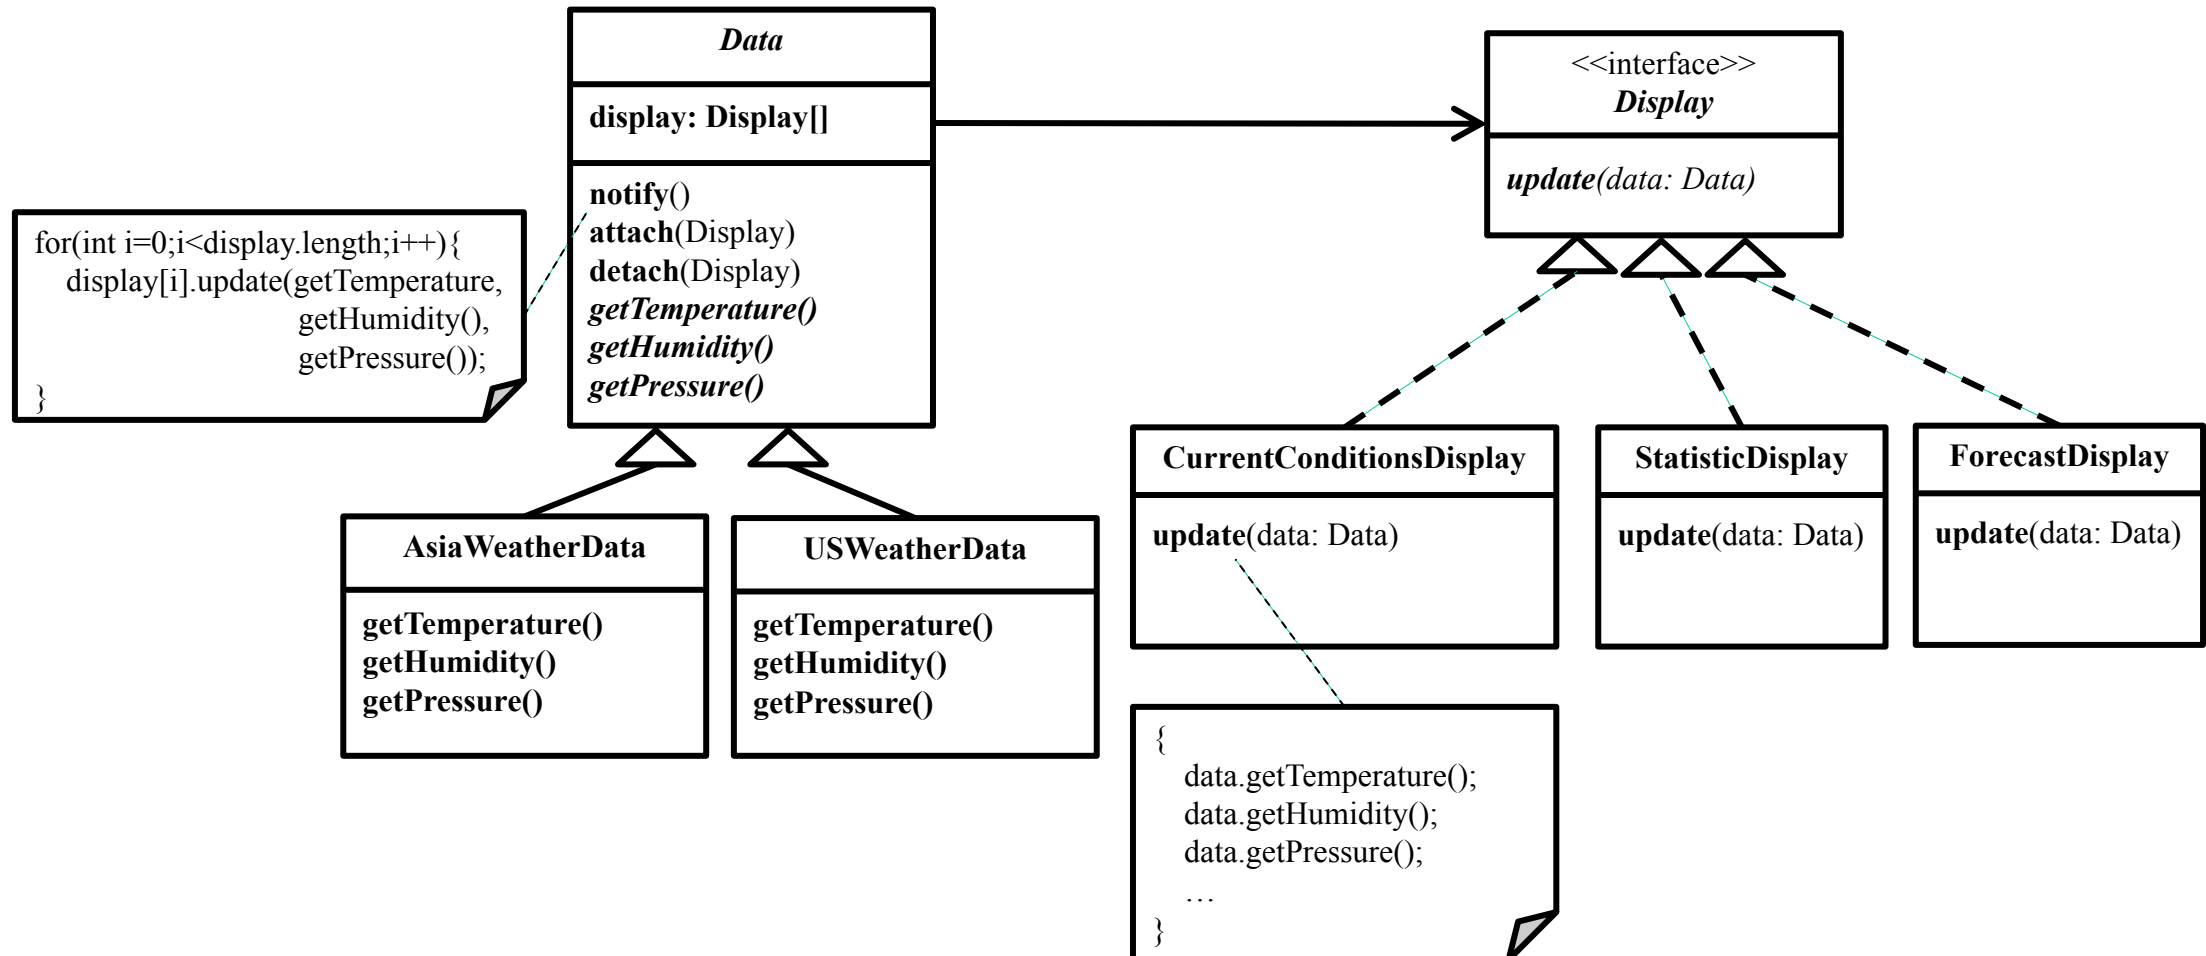 Data
display: Display[]
notify()
attach(Display)
detach(Display)
getTemperature()
getHumidity()
getPressure()
for(int i=0;i<display.length;i++){
display[i].update(getTemperature,
getHumidity(),
getPressure());
}
<<interface>>
Display
update(data: Data)
AsiaWeatherData
getTemperature()
getHumidity()
getPressure()
USWeatherData
getTemperature()
getHumidity()
getPressure()
CurrentConditionsDisplay
update(data: Data)
StatisticDisplay
update(data: Data)
ForecastDisplay
update(data: Data)
{
data.getTemperature();
data.getHumidity();
data.getPressure();
…
}